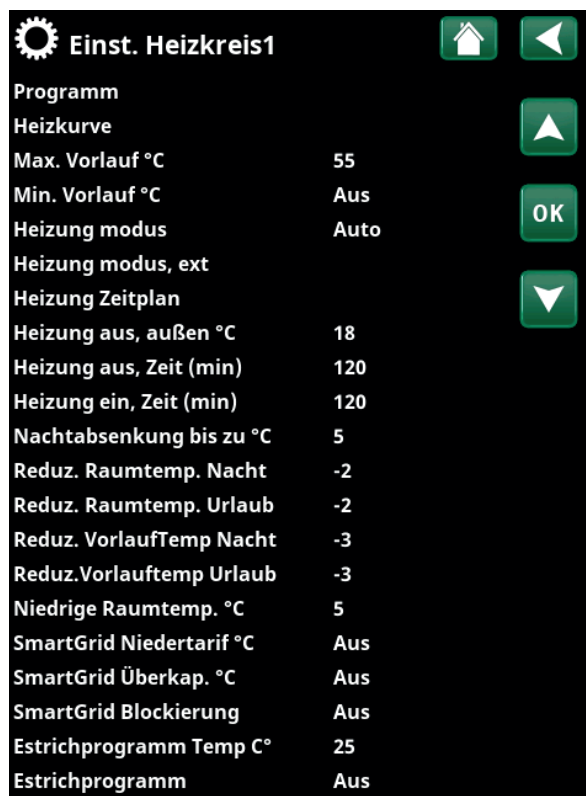 Einst. Heizkreis1
Programm
Heizkurve
Max. Vorlauf °C 55
Min. Vorlauf °C Aus
Heizung modus Auto
OK
Heizung modus, ext
Heizung Zeitplan
Heizung aus, außen °C 18
Heizung aus, Zeit (min) 120
Heizung ein, Zeit (min) 120
Nachtabsenkung bis zu °C 5
Reduz. Raumtemp. Nacht -2
Reduz. Raumtemp. Urlaub -2
Reduz. VorlaufTemp Nacht -3
Reduz.Vorlauftemp Urlaub -3
Niedrige Raumtemp. °C 5
SmartGrid Niedertarif °C Aus
SmartGrid Überkap. °C Aus
SmartGrid Blockierung Aus
Estrichprogramm Temp C° 25
Estrichprogramm Aus